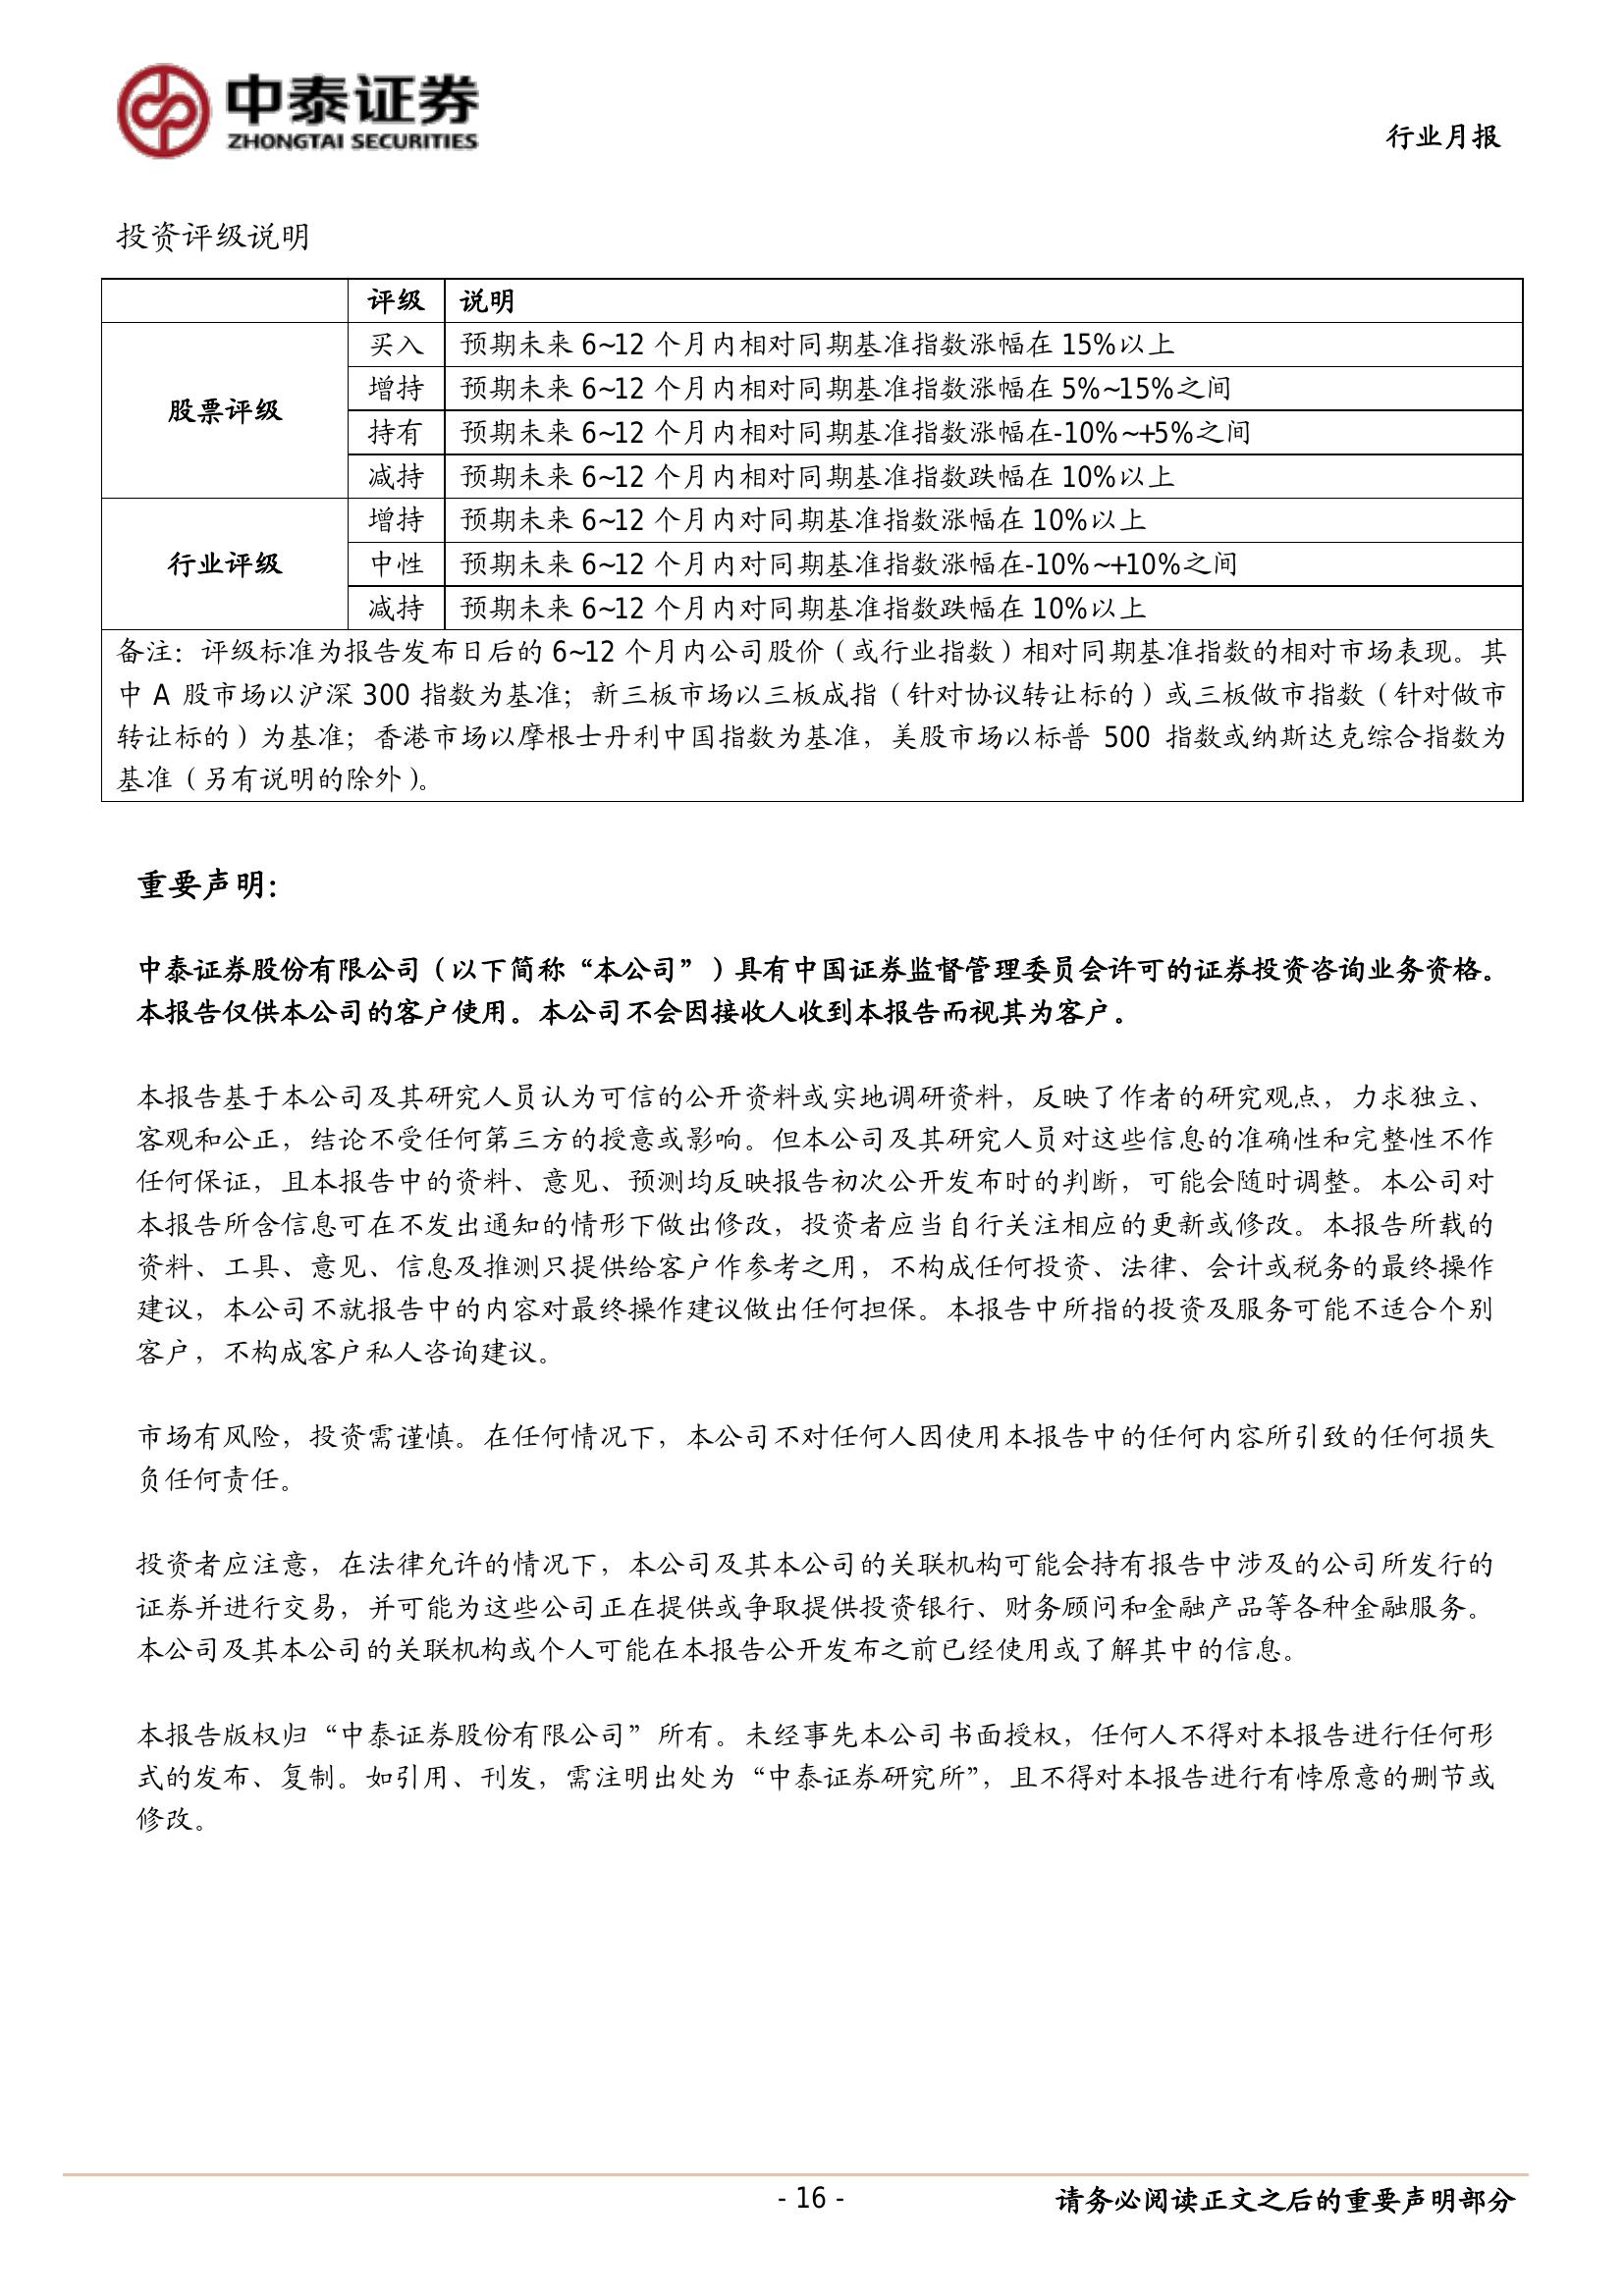 中泰证券
ZHONGTAI SECURITIES
行业月报
投资评级说明
评级 说明
股票评级
买入 预期未来 6~12 个月内相对同期基准指数涨幅在 15%以上
增持 预期未来 6~12 个月内相对同期基准指数涨幅在 5%~15%之间
持有 预期未来 6~12 个月内相对同期基准指数涨幅在-10%~+5%之间
减持 预期未来 6~12 个月内相对同期基准指数跌幅在 10%以上
行业评级
增持 预期未来 6~12 个月内对同期基准指数涨幅在 10%以上
中性 预期未来 6~12 个月内对同期基准指数涨幅在-10%~+10%之间
减持 预期未来 6~12 个月内对同期基准指数跌幅在 10%以上
备注：评级标准为报告发布日后的 6~12 个月内公司股价（或行业指数）相对同期基准指数的相对市场表现。其
中 A 股市场以沪深 300 指数为基准；新三板市场以三板成指（针对协议转让标的）或三板做市指数（针对做市
转让标的）为基准；香港市场以摩根士丹利中国指数为基准，美股市场以标普 500 指数或纳斯达克综合指数为
基准（另有说明的除外）。
重要声明：
中泰证券股份有限公司（以下简称“本公司”）具有中国证券监督管理委员会许可的证券投资咨询业务资格。
本报告仅供本公司的客户使用。本公司不会因接收人收到本报告而视其为客户。
本报告基于本公司及其研究人员认为可信的公开资料或实地调研资料，反映了作者的研究观点，力求独立、
客观和公正，结论不受任何第三方的授意或影响。但本公司及其研究人员对这些信息的准确性和完整性不作
任何保证，且本报告中的资料、意见、预测均反映报告初次公开发布时的判断，可能会随时调整。本公司对
本报告所含信息可在不发出通知的情形下做出修改，投资者应当自行关注相应的更新或修改。本报告所载的
资料、工具、意见、信息及推测只提供给客户作参考之用，不构成任何投资、法律、会计或税务的最终操作
建议，本公司不就报告中的内容对最终操作建议做出任何担保。本报告中所指的投资及服务可能不适合个别
客户，不构成客户私人咨询建议。
市场有风险，投资需谨慎。在任何情况下，本公司不对任何人因使用本报告中的任何内容所引致的任何损失
负任何责任。
投资者应注意，在法律允许的情况下，本公司及其本公司的关联机构可能会持有报告中涉及的公司所发行的
证券并进行交易，并可能为这些公司正在提供或争取提供投资银行、财务顾问和金融产品等各种金融服务。
本公司及其本公司的关联机构或个人可能在本报告公开发布之前已经使用或了解其中的信息。
本报告版权归“中泰证券股份有限公司”所有。未经事先本公司书面授权，任何人不得对本报告进行任何形
式的发布、复制。如引用、刊发，需注明出处为“中泰证券研究所”，且不得对本报告进行有悖原意的删节或
修改。
- 16 -
请务必阅读正文之后的重要声明部分